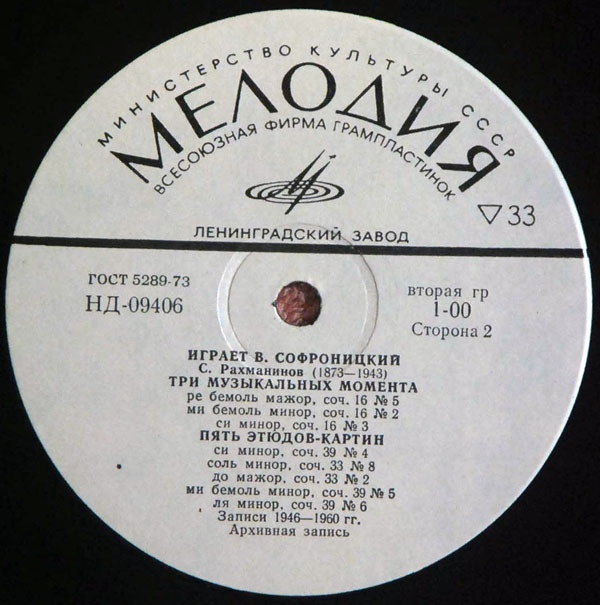 МИНИСТЕРСТВО КУЛЬТУРЫ СССР
МЕЛОДИЯ
ВСЕСОЮЗНАЯ ФИРМА ГРАМПЛАСТИНОК
▽33
ЛЕНИНГРАДСКИЙ ЗАВОД
ГОСТ 5289-73
НД-09406
вторая гр
1-00
Сторона 2
ИГРАЕТ В. СОФРОНИЦКИЙ
С. Рахманинов (1873—1943)
ТРИ МУЗЫКАЛЬНЫХ МОМЕНТА
ре бемоль мажор, соч. 16 № 5
ми бемоль минор, соч. 16 № 2
си минор, соч. 16 № 3
ПЯТЬ ЭТЮДОВ-КАРТИН
си минор, соч. 39 № 4
соль минор, соч. 33 № 8
до мажор, соч. 33 № 2
ми бемоль минор, соч. 39 № 5
ля минор, соч. 39 № 6
Записи 1946—1960 гг.
Архивная запись